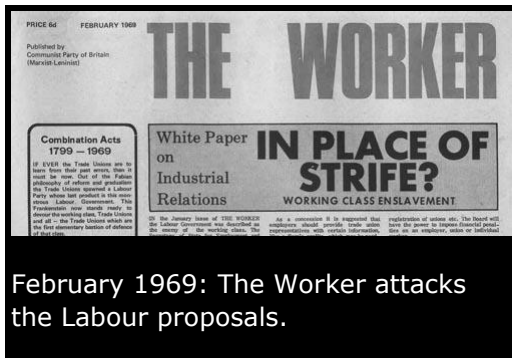 PRICE 6d FEBRUARY 1969
Published by
Communist Party of Britain
(Marxist-Leninist)
THE WORKER
Combination Acts
1799 — 1969
IF EVER the Trade Unions are to
learn from their past errors, then it
must be now. Out of the Fabian
philosophy of reform and gradualism
the Trade Unions spawned a Labour
Party whose last product is this mon-
strous Labour Government. This
Frankenstein now stands ready to
devour the working class, Trade Unions
and all — the Trade Unions which are
the first elementary bastion of defence
of that class.
White Paper
on
Industrial
Relations
IN PLACE OF
STRIFE?
WORKING CLASS ENSLAVEMENT
IN the January issue of THE WORKER
the Labour Government was described as
the enemy of the working class. The
As a concession it is suggested that
employers should provide trade union
representatives with certain information,
registration of unions etc. The Board will
have the power to impose financial penal-
ties on an employer, union or individual
February 1969: The Worker attacks
the Labour proposals.